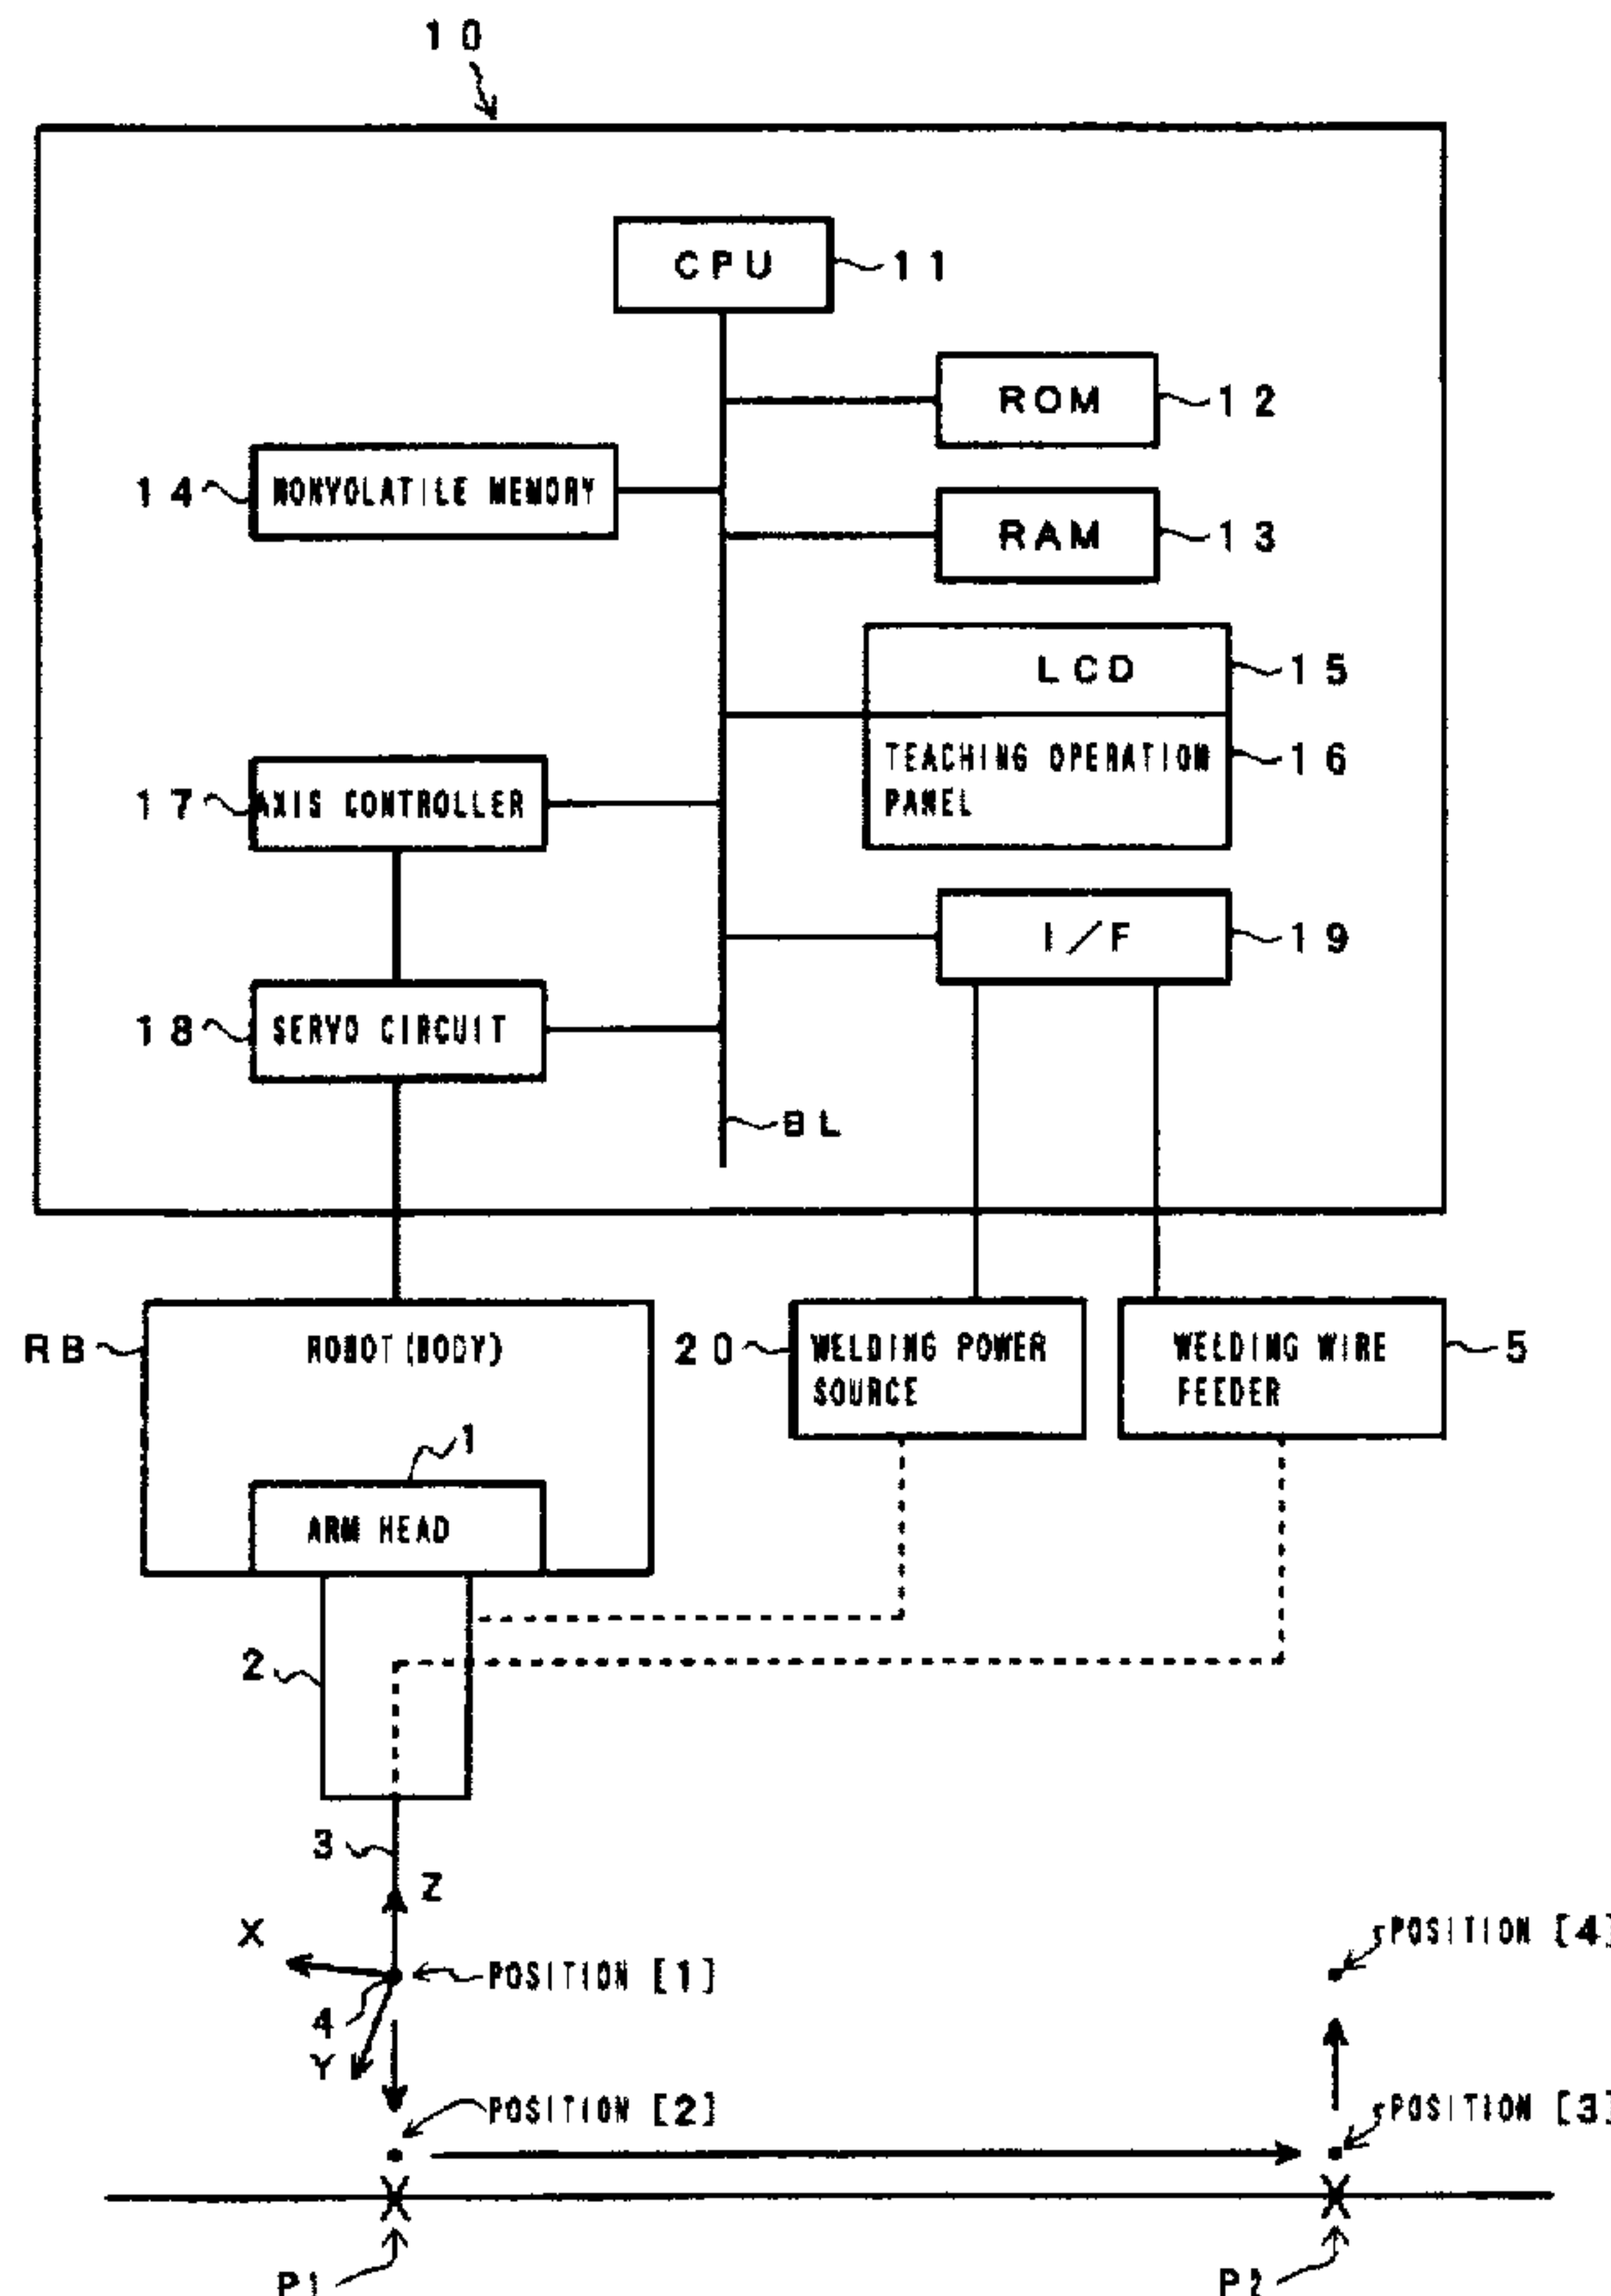 10
CPU
11
ROM
12
14
NONVOLATILE MEMORY
RAM
13
LCD
15
TEACHING OPERATION
PANEL
16
17
AXIS CONTROLLER
I/F
19
18
SERVO CIRCUIT
BL
RB
ROBOT (BODY)
20
WELDING POWER
SOURCE
WELDING WIRE
FEEDER
5
1
ARM HEAD
2
3
Z
X
POSITION [1]
POSITION [4]
4
Y
POSITION [2]
POSITION [3]
P1
P2